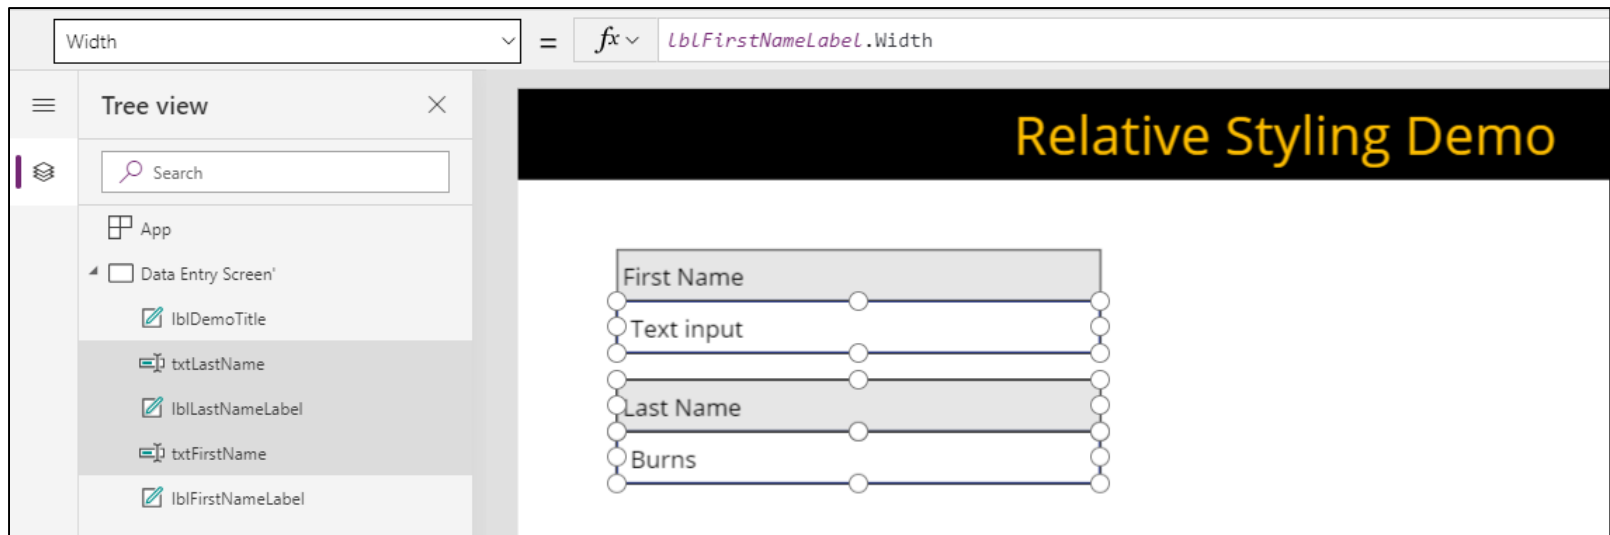 Width = fx lblFirstNameLabel.Width
Tree view
Relative Styling Demo
Search
App
Data Entry Screen'
lblDemoTitle
txtLastName
lblLastNameLabel
txtFirstName
lblFirstNameLabel
First Name
Text input
Last Name
Burns